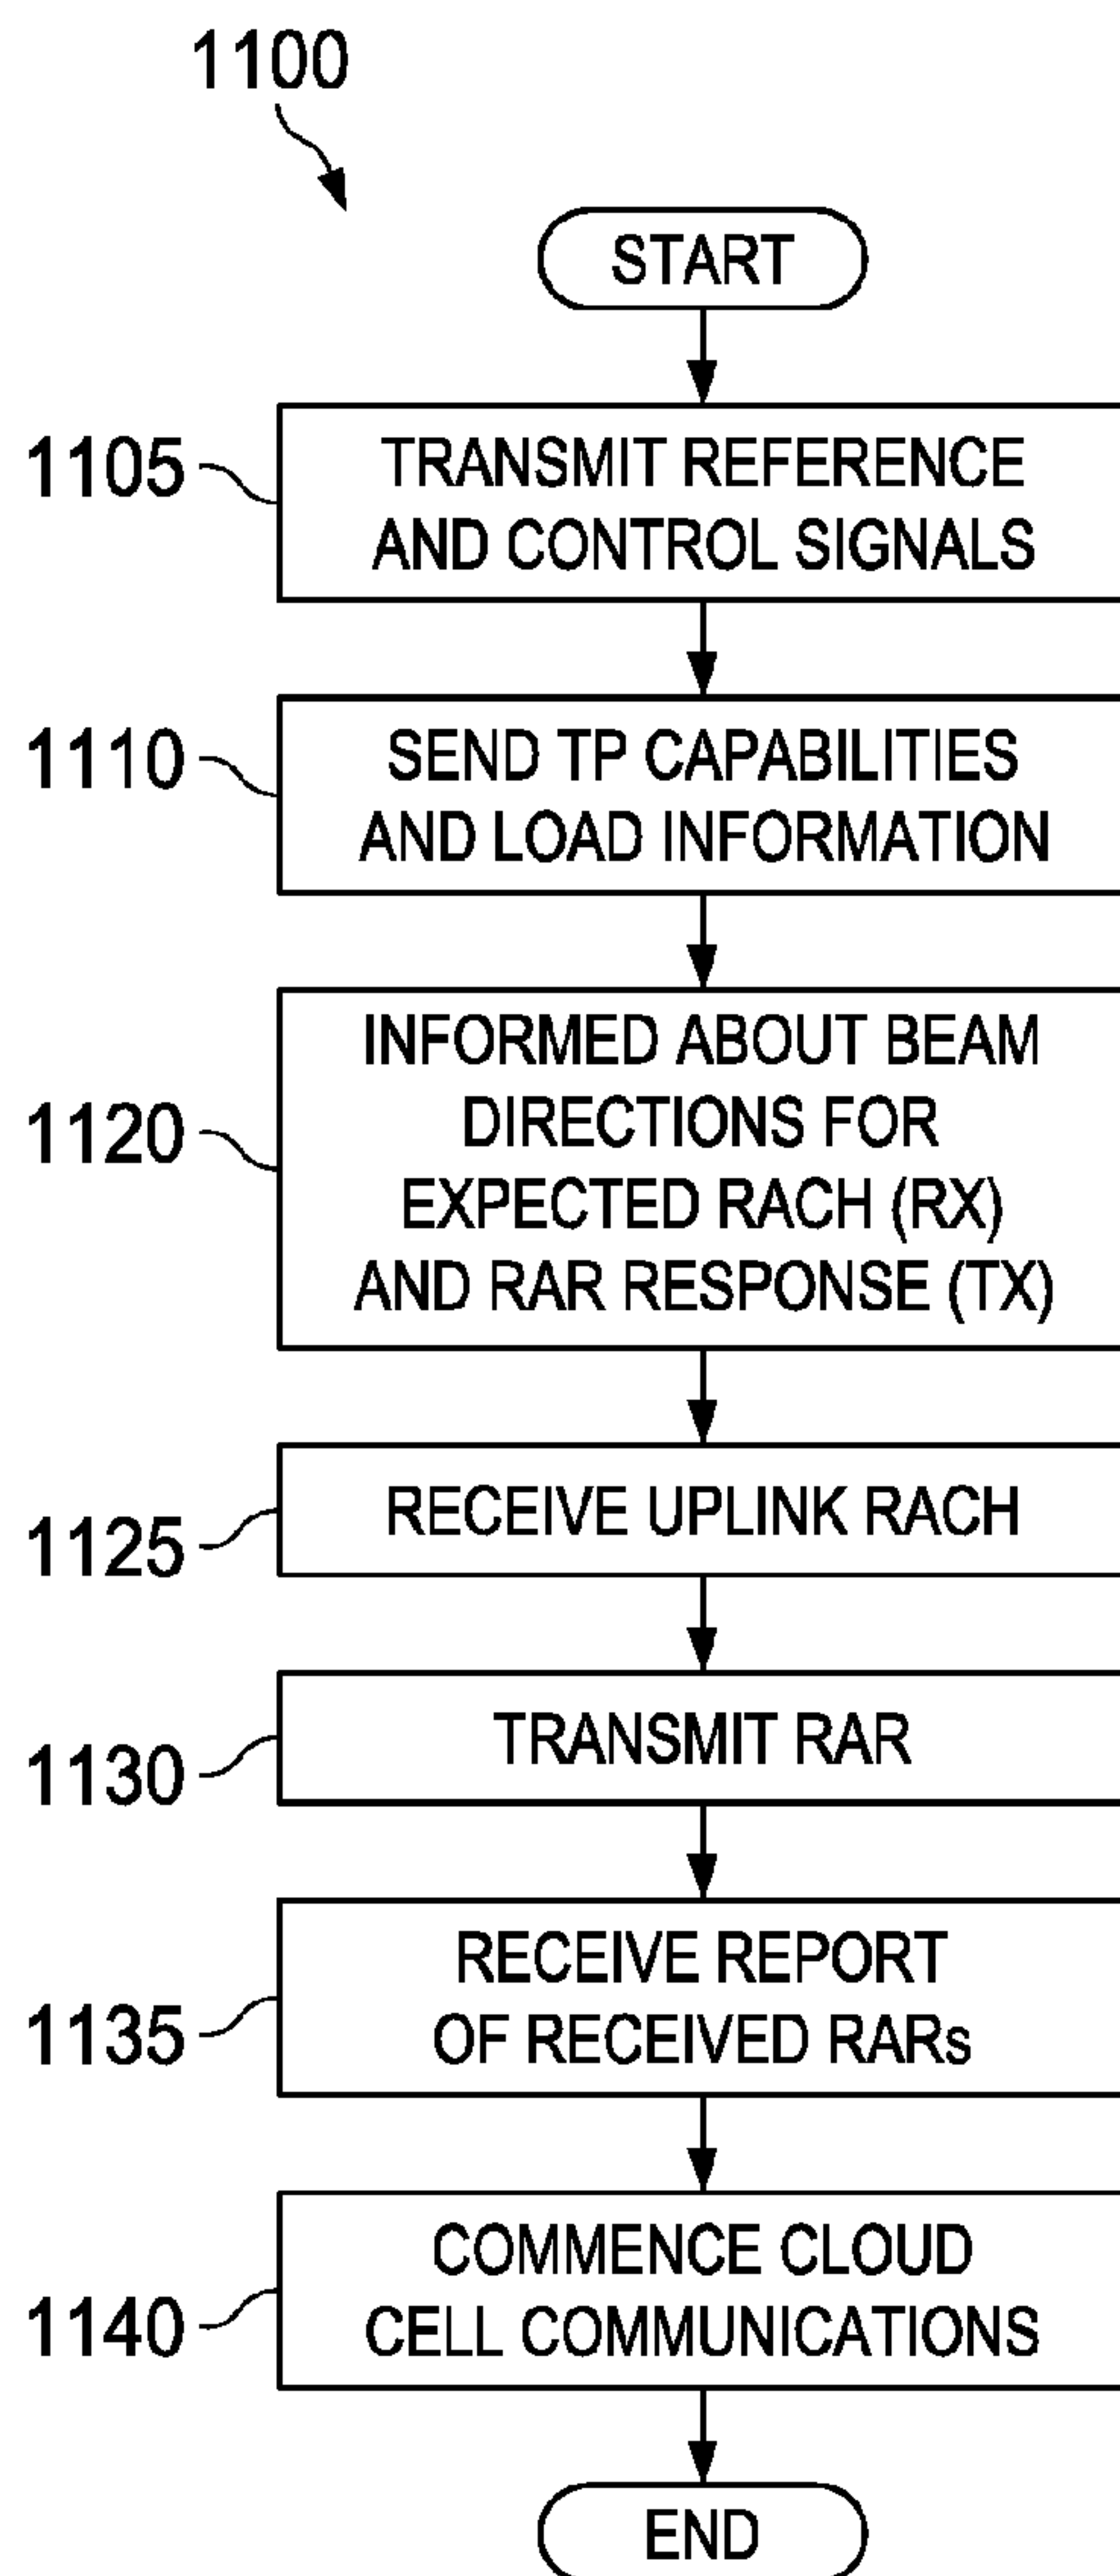 1100
START
1105
TRANSMIT REFERENCE
AND CONTROL SIGNALS
1110
SEND TP CAPABILITIES
AND LOAD INFORMATION
1120
INFORMED ABOUT BEAM
DIRECTIONS FOR
EXPECTED RACH (RX)
AND RAR RESPONSE (TX)
1125
RECEIVE UPLINK RACH
1130
TRANSMIT RAR
1135
RECEIVE REPORT
OF RECEIVED RARs
1140
COMMENCE CLOUD
CELL COMMUNICATIONS
END